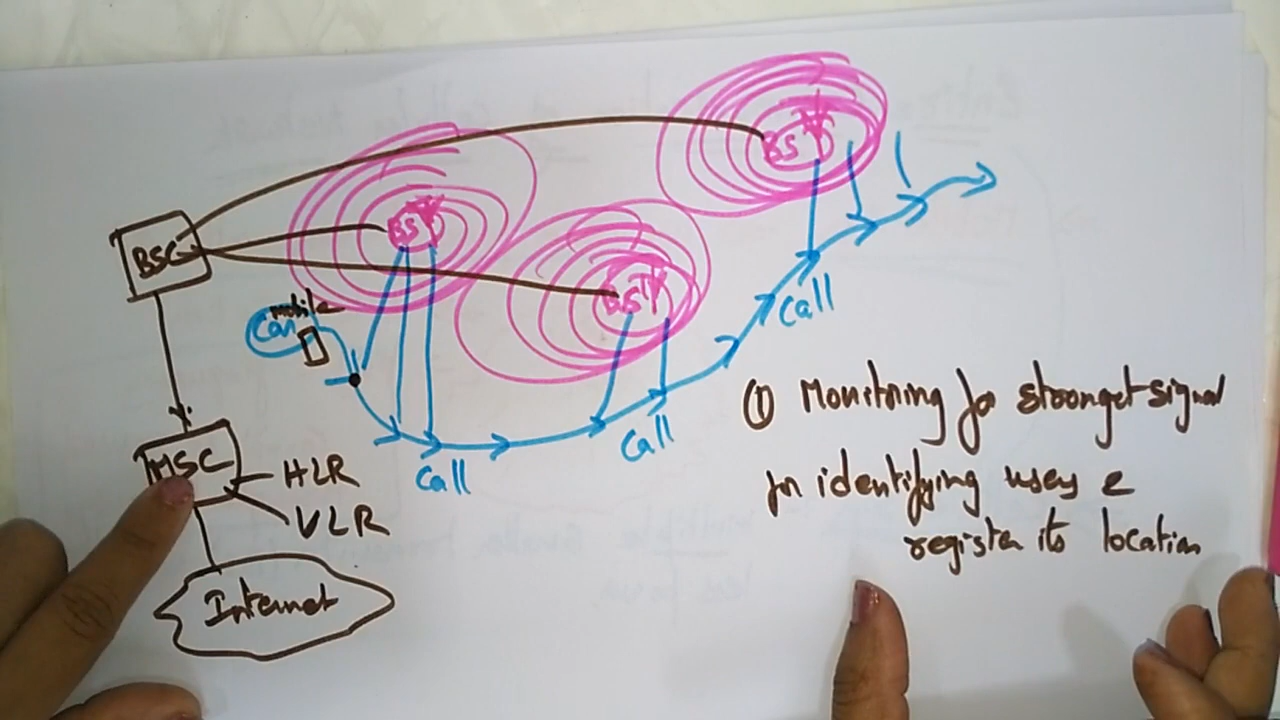 BS
BS
BSC
BS
mobile
Car
Call
Call
Call
① Monitring for strongest signal
for identifying users &
register its location
MSC
HLR
VLR
Internet